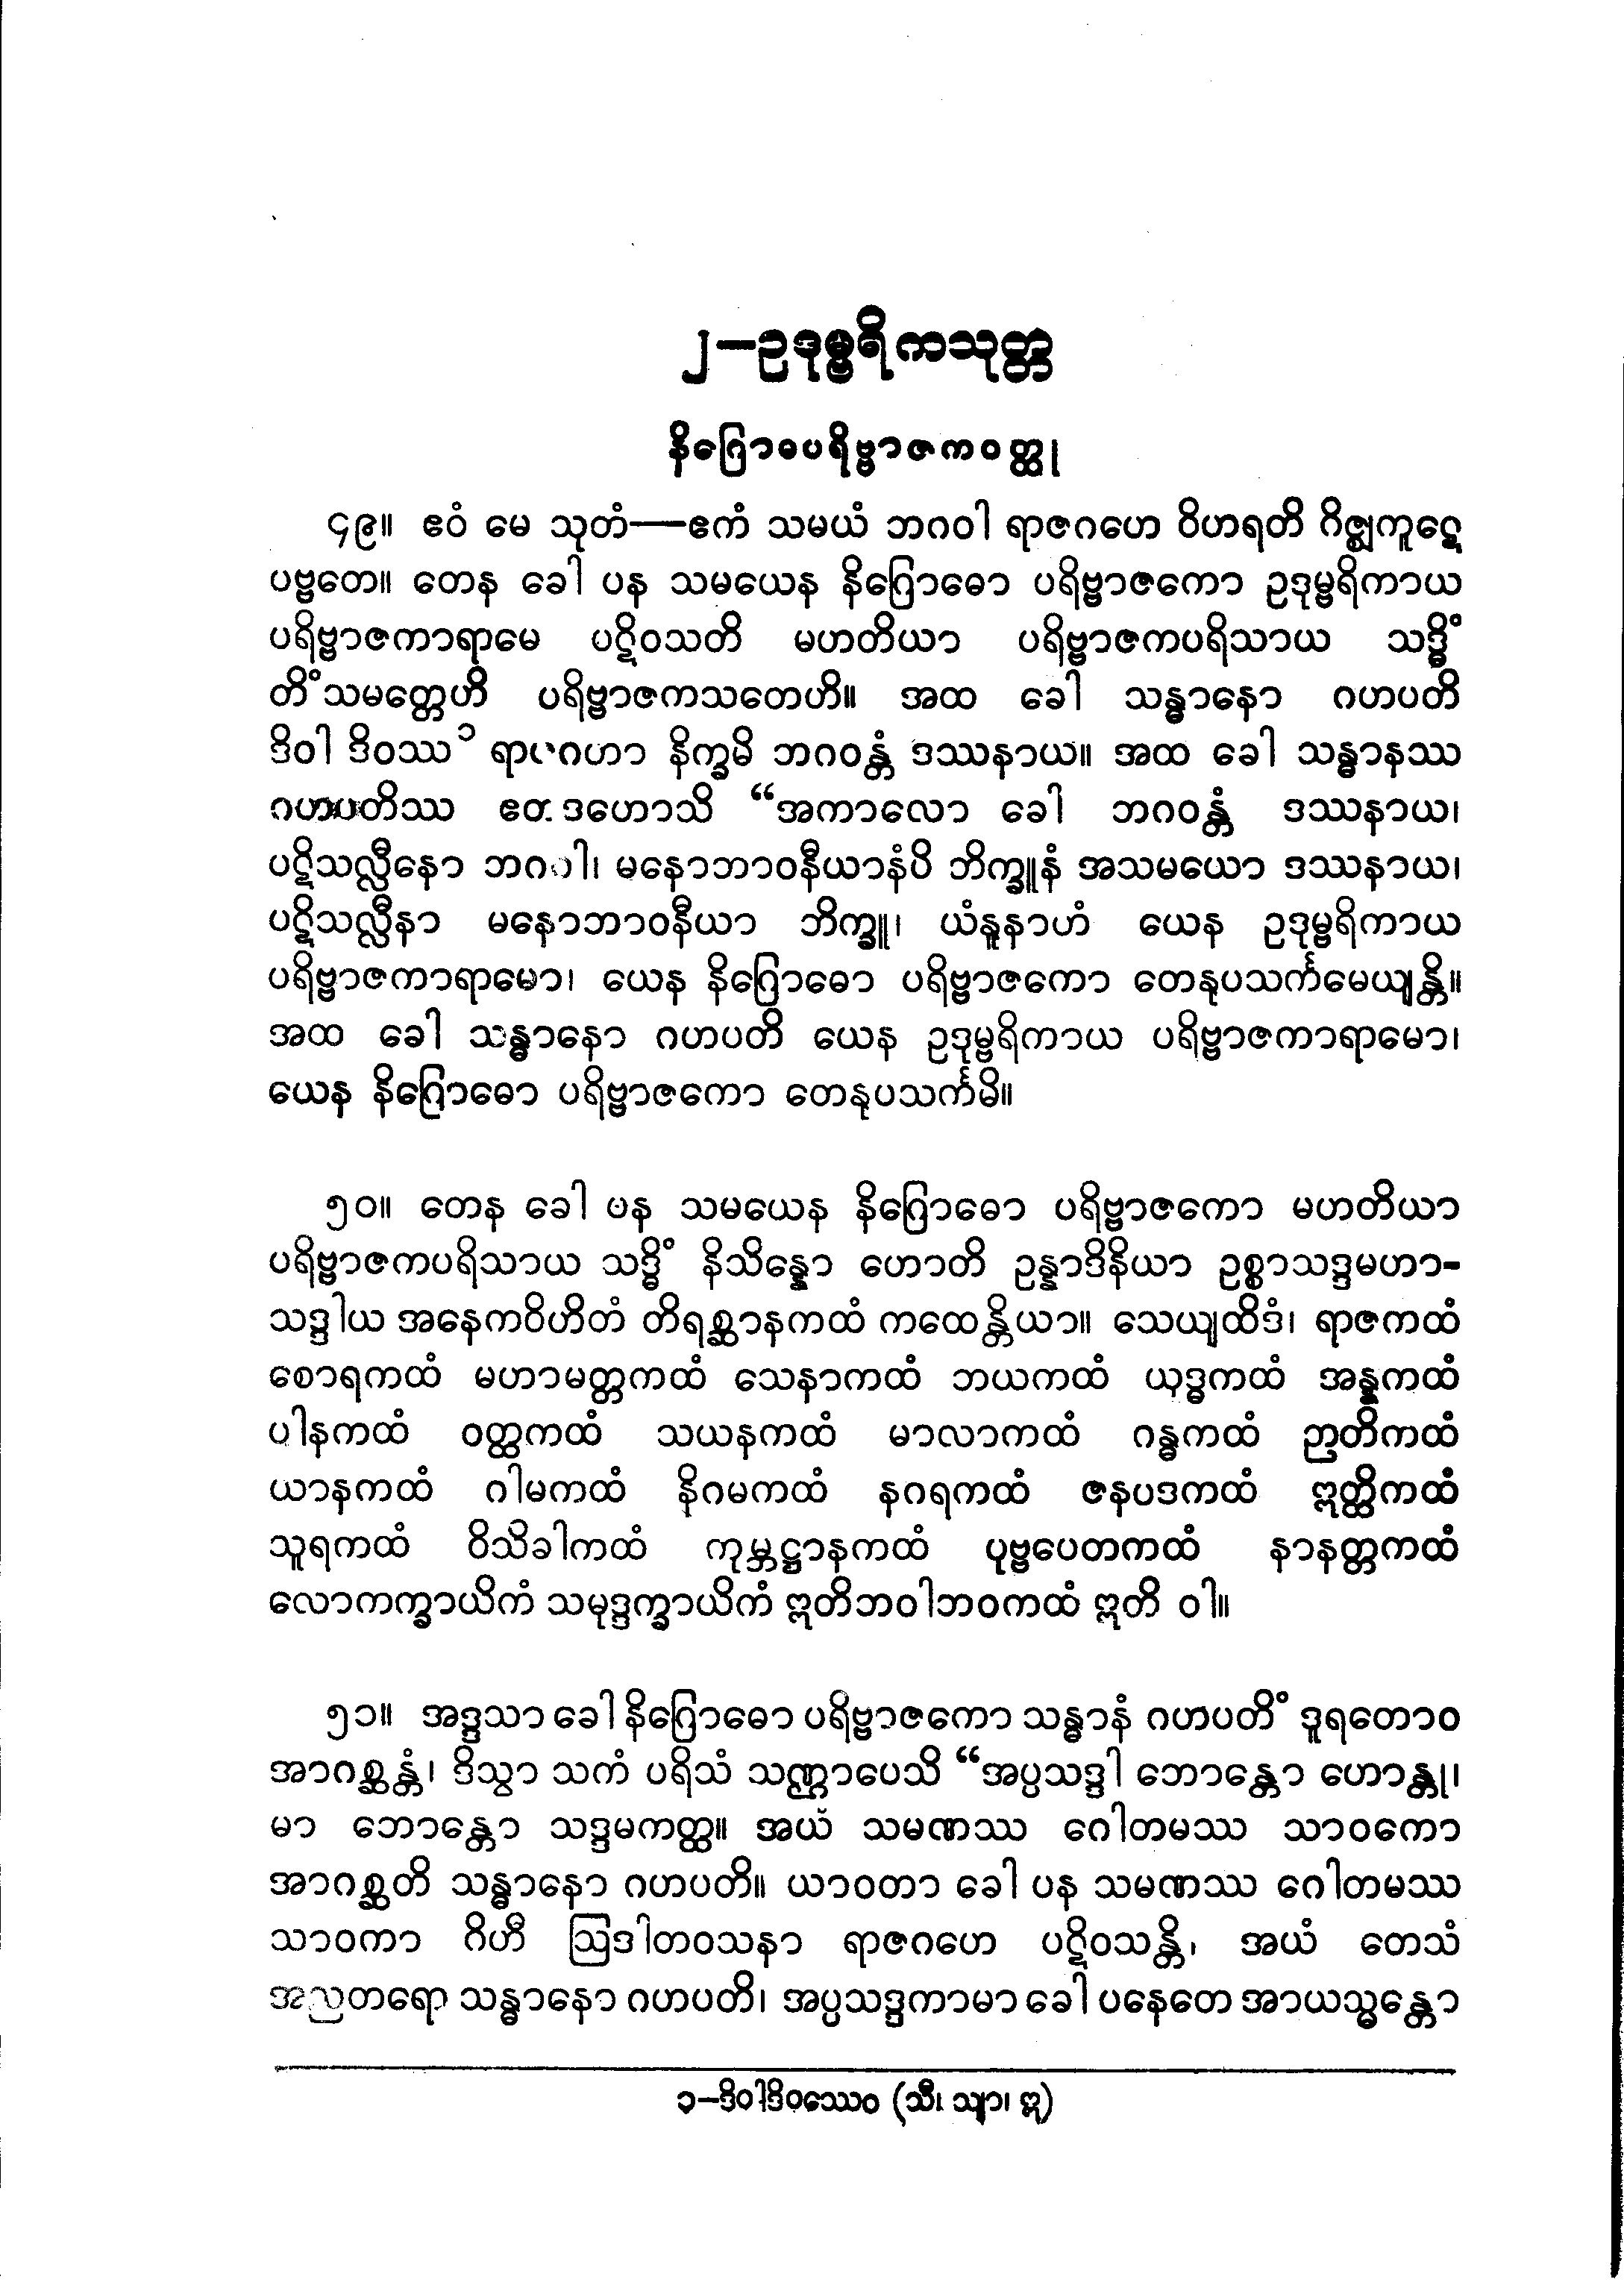 ၂—ဥဒုမ္ဗရိကသုတ္တ
နိဂြောဓပရိဗ္ဗာဇကဝတ္ထု
၄၉။ ဧဝံ မေ သုတံ—ဧကံ သမယံ ဘဂဝါ ရာဇဂဟေ ဝိဟရတိ ဂိဇ္ဈကူဋေ
ပဗ္ဗတေ။ တေန ခေါ ပန သမယေန နိဂြောဓော ပရိဗ္ဗာဇကော ဥဒုမ္ဗရိကာယ
ပရိဗ္ဗာဇကာရာမေ ပဋိဝသတိ မဟတိယာ ပရိဗ္ဗာဇကပရိသာယ သဒ္ဓိံ
တိံသမတ္တေဟိ ပရိဗ္ဗာဇကသတေဟိ။ အထ ခေါ သန္ဓာနော ဂဟပတိ
ဒိဝါ ဒိဝဿ ၁ ရာဇဂဟာ နိက္ခမိ ဘဂဝန္တံ ဒဿနာယ။ အထ ခေါ သန္ဓာနဿ
ဂဟပတိဿ ဧတဒဟောသိ “အကာလော ခေါ ဘဂဝန္တံ ဒဿနာယ၊
ပဋိသလ္လီနော ဘဂဝါ၊ မနောဘာဝနီယာနံပိ ဘိက္ခူနံ အသမယော ဒဿနာယ၊
ပဋိသလ္လီနာ မနောဘာဝနီယာ ဘိက္ခူ၊ ယံနူနာဟံ ယေန ဥဒုမ္ဗရိကာယ
ပရိဗ္ဗာဇကာရာမော၊ ယေန နိဂြောဓော ပရိဗ္ဗာဇကော တေနုပသင်္ကမေယျန္တိ။
အထ ခေါ သန္ဓာနော ဂဟပတိ ယေန ဥဒုမ္ဗရိကာယ ပရိဗ္ဗာဇကာရာမော၊
ယေန နိဂြောဓော ပရိဗ္ဗာဇကော တေနုပသင်္ကမိ။
၅၀။ တေန ခေါ ပန သမယေန နိဂြောဓော ပရိဗ္ဗာဇကော မဟတိယာ
ပရိဗ္ဗာဇကပရိသာယ သဒ္ဓိံ နိသိန္နော ဟောတိ ဥန္နာဒိနိယာ ဥစ္စာသဒ္ဒမဟာ-
သဒ္ဒါယ အနေကဝိဟိတံ တိရစ္ဆာနကထံ ကထေန္တိယာ။ သေယျထိဒံ၊ ရာဇကထံ
စောရကထံ မဟာမတ္တကထံ သေနာကထံ ဘယကထံ ယုဒ္ဓကထံ အန္နကထံ
ပါနကထံ ဝတ္ထကထံ သယနကထံ မာလာကထံ ဂန္ဓကထံ ဉာတိကထံ
ယာနကထံ ဂါမကထံ နိဂမကထံ နဂရကထံ ဇနပဒကထံ ဣတ္ထိကထံ
သူရကထံ ဝိသိခါကထံ ကုမ္ဘဋ္ဌာနကထံ ပုဗ္ဗပေတကထံ နာနတ္တကထံ
လောကက္ခာယိကံ သမုဒ္ဒက္ခာယိကံ ဣတိဘဝါဘဝကထံ ဣတိ ဝါ။
၅၁။ အဒ္ဒသာ ခေါ နိဂြောဓော ပရိဗ္ဗာဇကော သန္ဓာနံ ဂဟပတိံ ဒူရတောဝ
အာဂစ္ဆန္တံ၊ ဒိသွာ သကံ ပရိသံ သဏ္ဌာပေသိ “အပ္ပသဒ္ဒါ ဘောန္တော ဟောန္တု၊
မာ ဘောန္တော သဒ္ဒမကတ္ထ။ အယံ သမဏဿ ဂေါတမဿ သာဝကော
အာဂစ္ဆတိ သန္ဓာနော ဂဟပတိ။ ယာဝတာ ခေါ ပန သမဏဿ ဂေါတမဿ
သာဝကာ ဂိဟီ ဩဒါတဝသနာ ရာဇဂဟေ ပဋိဝသန္တိ၊ အယံ တေသံ
အညတရော သန္ဓာနော ဂဟပတိ၊ အပ္ပသဒ္ဒကာမာ ခေါ ပနေတေ အာယသ္မန္တော
၁–ဒိဝါဒိဝဿေဝ (သီ၊ သျာ၊ ဣ)